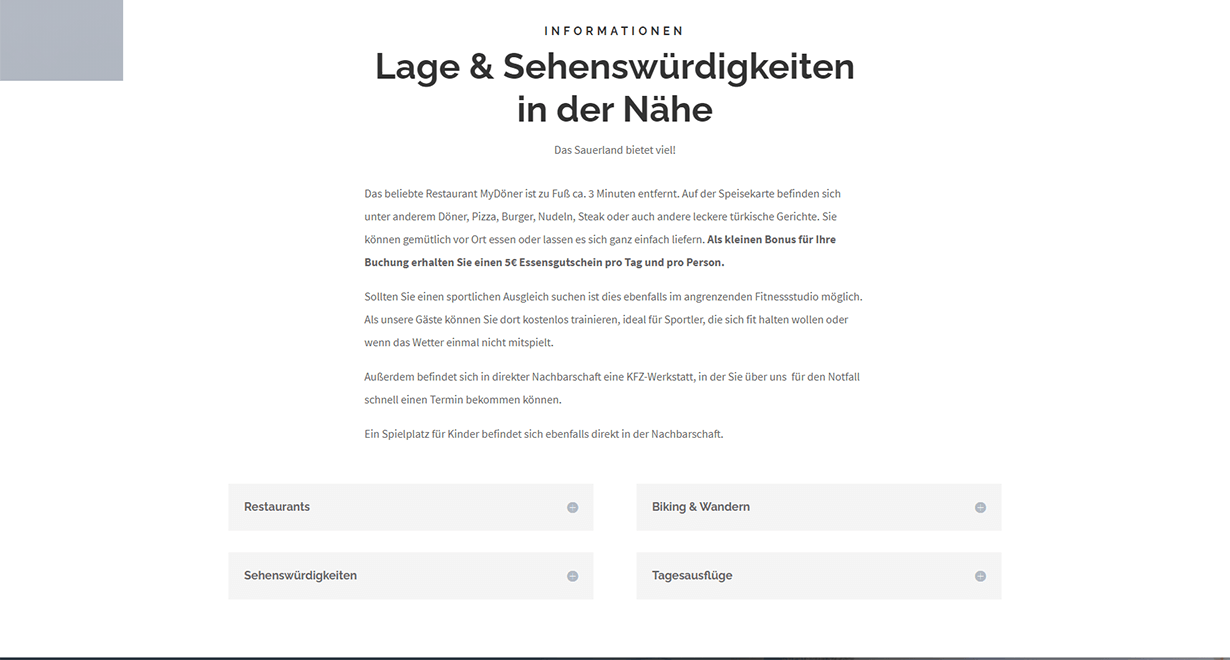 INFORMATIONEN
Lage & Sehenswürdigkeiten
in der Nähe
Das Sauerland bietet viel!
Das beliebte Restaurant MyDöner ist zu Fuß ca. 3 Minuten entfernt. Auf der Speisekarte befinden sich
unter anderem Döner, Pizza, Burger, Nudeln, Steak oder auch andere leckere türkische Gerichte. Sie
können gemütlich vor Ort essen oder lassen es sich ganz einfach liefern. Als kleinen Bonus für Ihre
Buchung erhalten Sie einen 5€ Essensgutschein pro Tag und pro Person.
Sollten Sie einen sportlichen Ausgleich suchen ist dies ebenfalls im angrenzenden Fitnessstudio möglich.
Als unsere Gäste können Sie dort kostenlos trainieren, ideal für Sportler, die sich fit halten wollen oder
wenn das Wetter einmal nicht mitspielt.
Außerdem befindet sich in direkter Nachbarschaft eine KFZ-Werkstatt, in der Sie über uns  für den Notfall
schnell einen Termin bekommen können.
Ein Spielplatz für Kinder befindet sich ebenfalls direkt in der Nachbarschaft.
Restaurants
Biking & Wandern
Sehenswürdigkeiten
Tagesausflüge